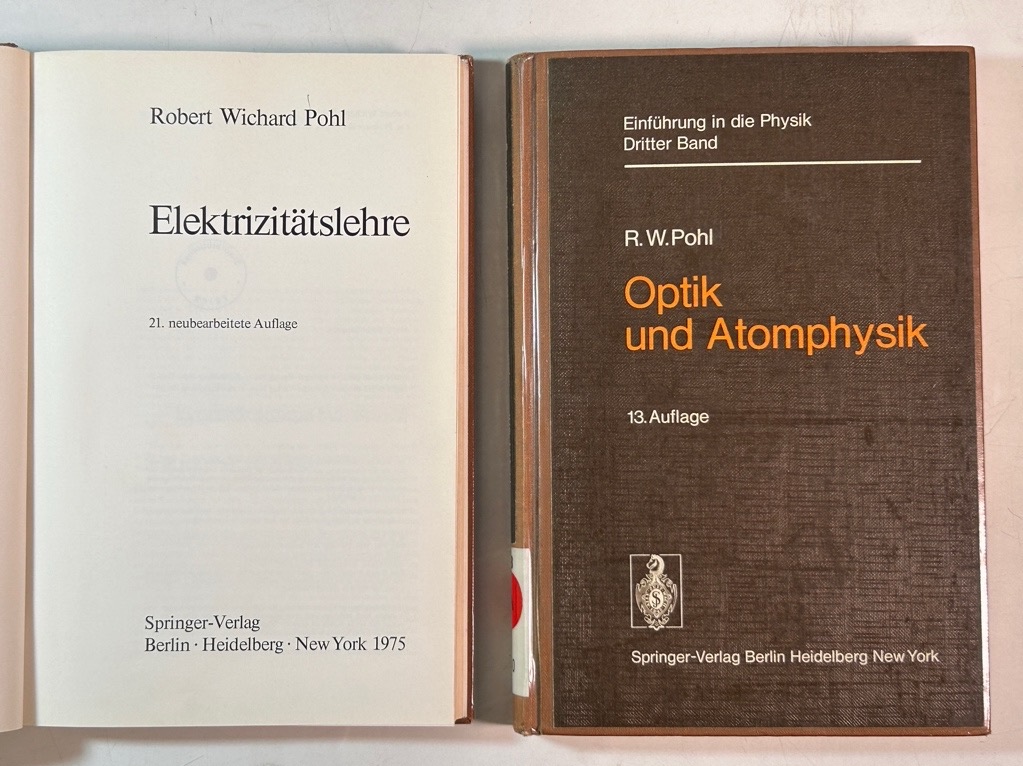 Robert Wichard Pohl
Elektrizitätslehre
21. neubearbeitete Auflage
Springer-Verlag
Berlin · Heidelberg · New York 1975
Einführung in die Physik
Dritter Band
R.W.Pohl
Optik
und Atomphysik
13. Auflage
Springer-Verlag Berlin Heidelberg New York